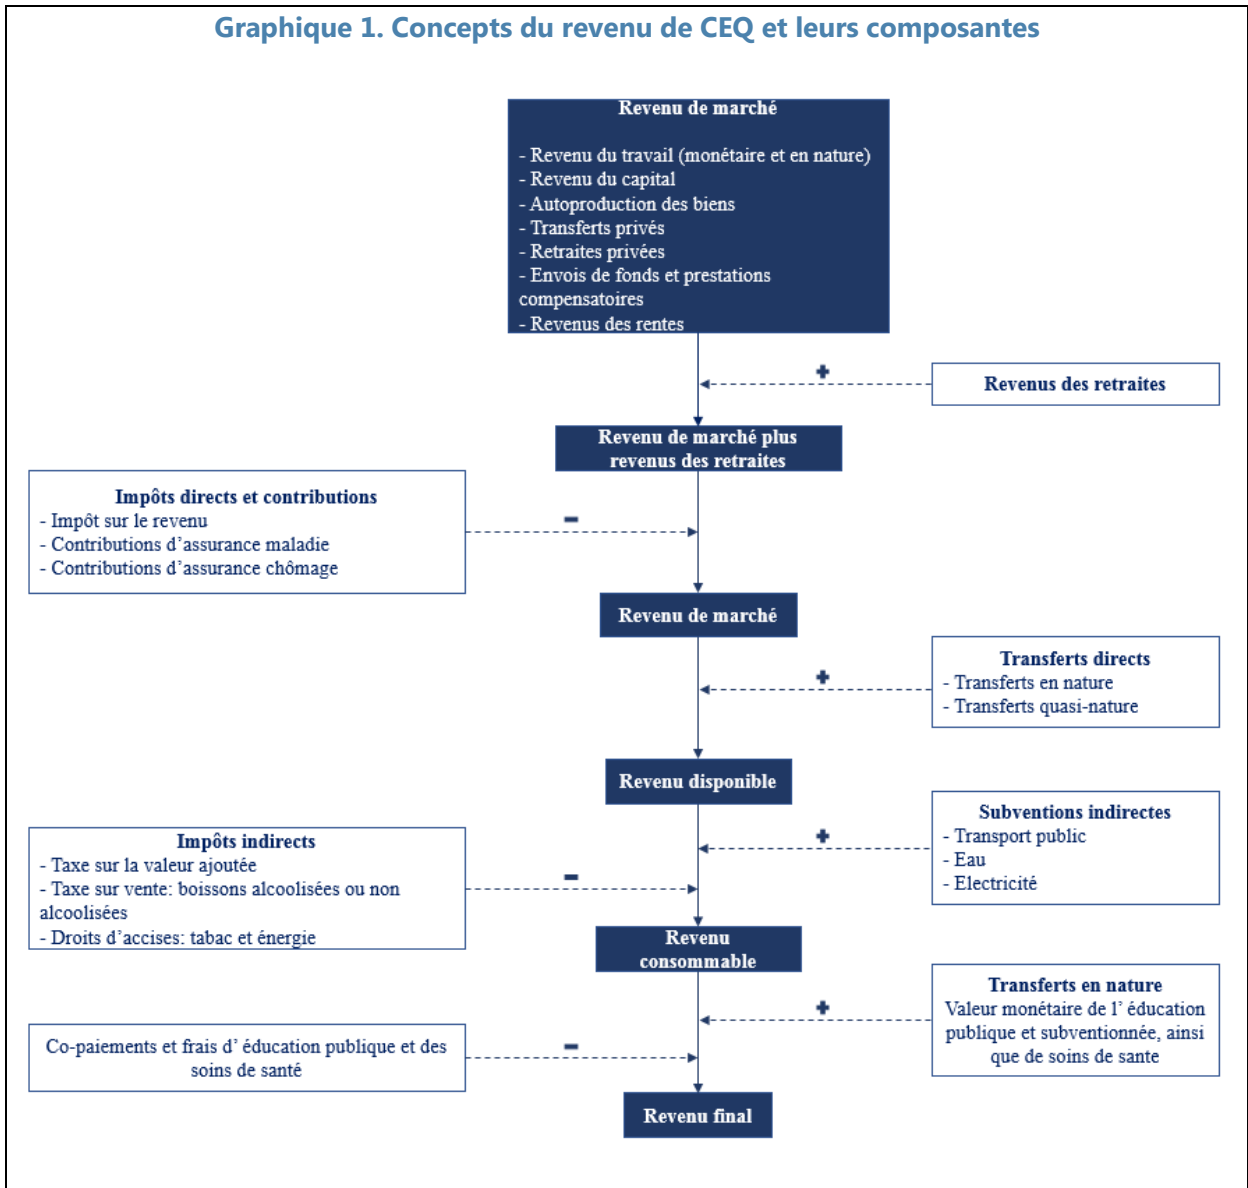 Graphique 1. Concepts du revenu de CEQ et leurs composantes
Revenu de marché
- Revenu du travail (monétaire et en nature)
- Revenu du capital
- Autoproduction des biens
- Transferts privés
- Retraites privées
- Envois de fonds et prestations
compensatoires
- Revenus des rentes
+
Revenus des retraites
Revenu de marché plus
revenus des retraites
Impôts directs et contributions
- Impôt sur le revenu
- Contributions d’assurance maladie
- Contributions d’assurance chômage
-
Revenu de marché
+
Transferts directs
- Transferts en nature
- Transferts quasi-nature
Revenu disponible
+
Subventions indirectes
- Transport public
- Eau
- Electricité
Impôts indirects
- Taxe sur la valeur ajoutée
- Taxe sur vente: boissons alcoolisées ou non
alcoolisées
- Droits d’accises: tabac et énergie
-
Revenu
consommable
+
Transferts en nature
Valeur monétaire de l’ éducation
publique et subventionnée, ainsi
que de soins de sante
Co-paiements et frais d’ éducation publique et des
soins de santé
-
Revenu final